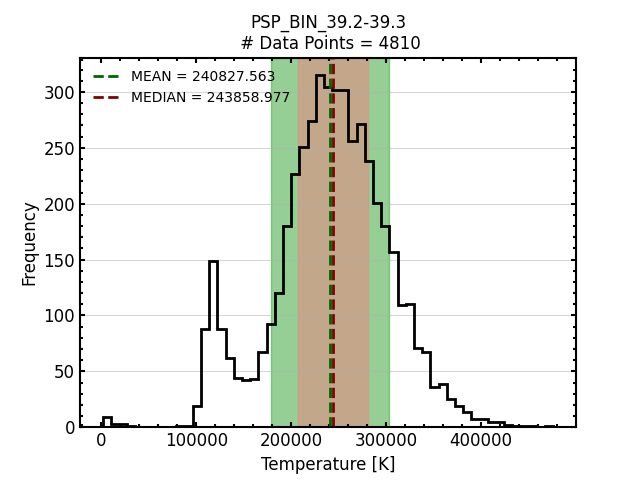 PSP_BIN_39.2-39.3
# Data Points = 4810
MEAN = 240827.563
MEDIAN = 243858.977
300
250
200
150
100
50
0
Frequency
0 100000 200000 300000 400000
Temperature [K]